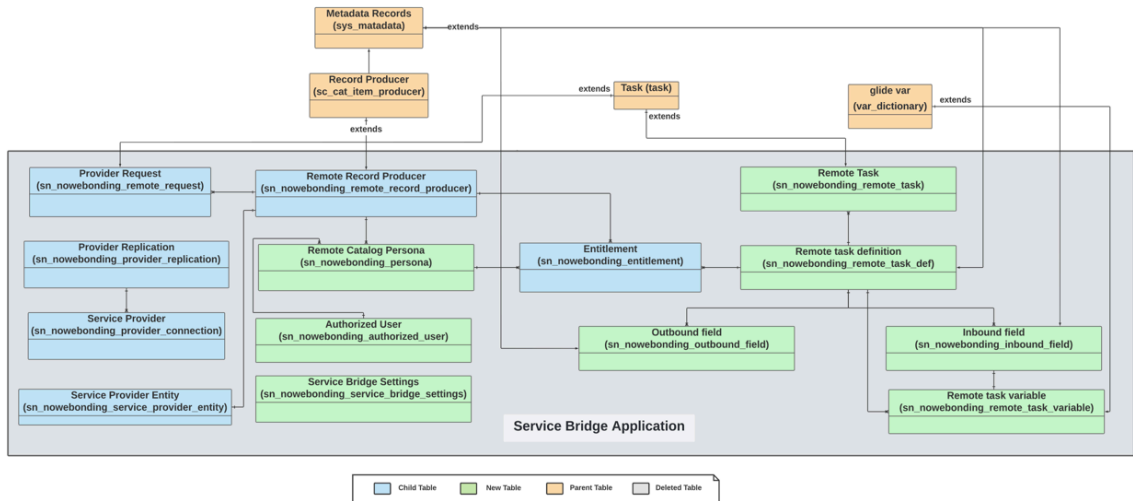 Metadata Records
(sys_matadata)
extends
Record Producer
(sc_cat_item_producer)
extends
Task (task)
extends
extends
glide var
(var_dictionary)
extends
Provider Request
(sn_nowebonding_remote_request)
Remote Record Producer
(sn_nowebonding_remote_record_producer)
Remote Task
(sn_nowebonding_remote_task)
Provider Replication
(sn_nowebonding_provider_replication)
Remote Catalog Persona
(sn_nowebonding_persona)
Entitlement
(sn_nowebonding_entitlement)
Remote task definition
(sn_nowebonding_remote_task_def)
Service Provider
(sn_nowebonding_provider_connection)
Authorized User
(sn_nowebonding_authorized_user)
Outbound field
(sn_nowebonding_outbound_field)
Inbound field
(sn_nowebonding_inbound_field)
Service Provider Entity
(sn_nowebonding_service_provider_entity)
Service Bridge Settings
(sn_nowebonding_service_bridge_settings)
Remote task variable
(sn_nowebonding_remote_task_variable)
Service Bridge Application
Child Table
New Table
Parent Table
Deleted Table